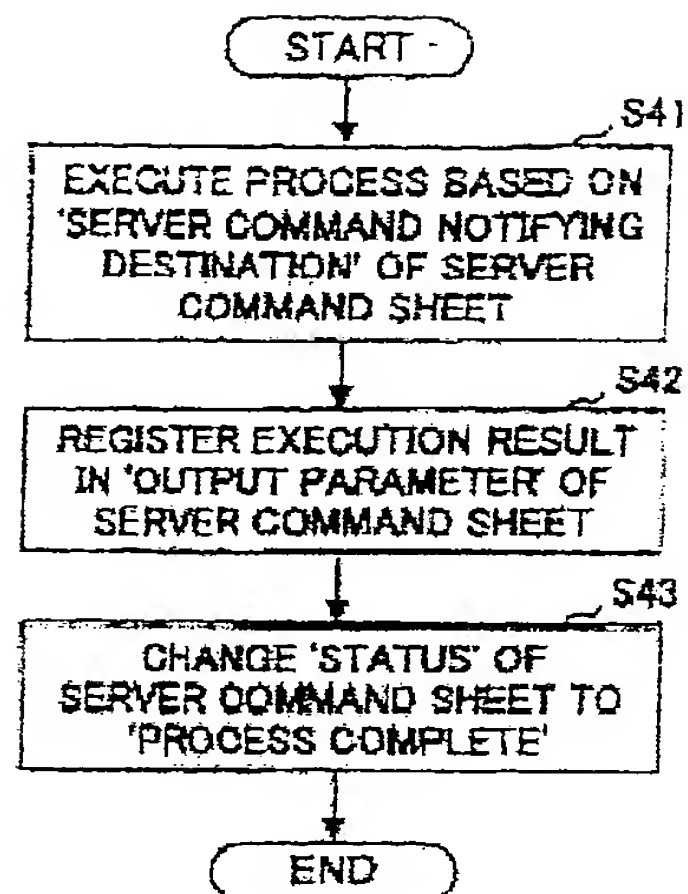 START
S41
EXECUTE PROCESS BASED ON
'SERVER COMMAND NOTIFYING
DESTINATION' OF SERVER
COMMAND SHEET
S42
REGISTER EXECUTION RESULT
IN 'OUTPUT PARAMETER' OF
SERVER COMMAND SHEET
S43
CHANGE 'STATUS' OF
SERVER COMMAND SHEET TO
'PROCESS COMPLETE'
END